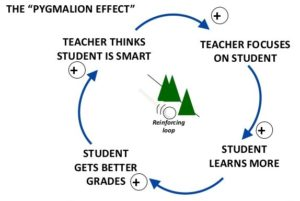 THE “PYGMALION EFFECT”
TEACHER THINKS
STUDENT IS SMART
+
TEACHER FOCUSES
ON STUDENT
+
STUDENT
LEARNS MORE
+
STUDENT
GETS BETTER
GRADES
+
Reinforcing
loop